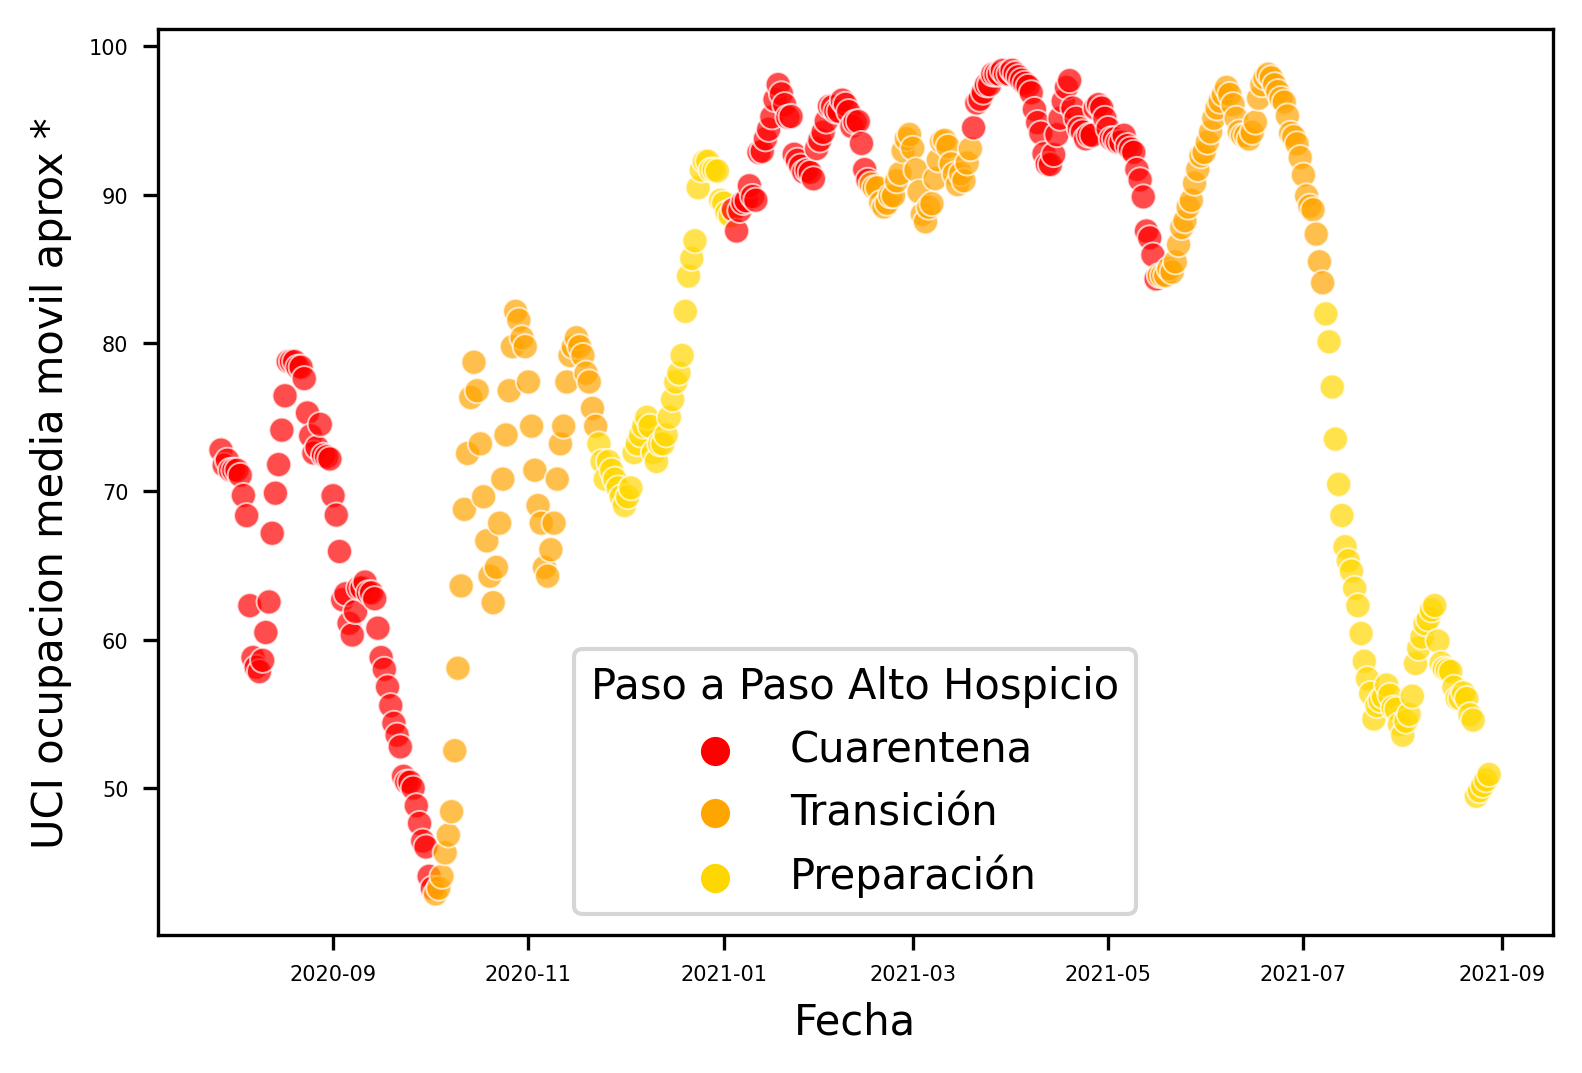 UCI ocupacion media movil aprox *
100
90
80
70
60
50
Paso a Paso Alto Hospicio
Cuarentena
Transición
Preparación
2020-09 2020-11 2021-01 2021-03 2021-05 2021-07 2021-09
Fecha